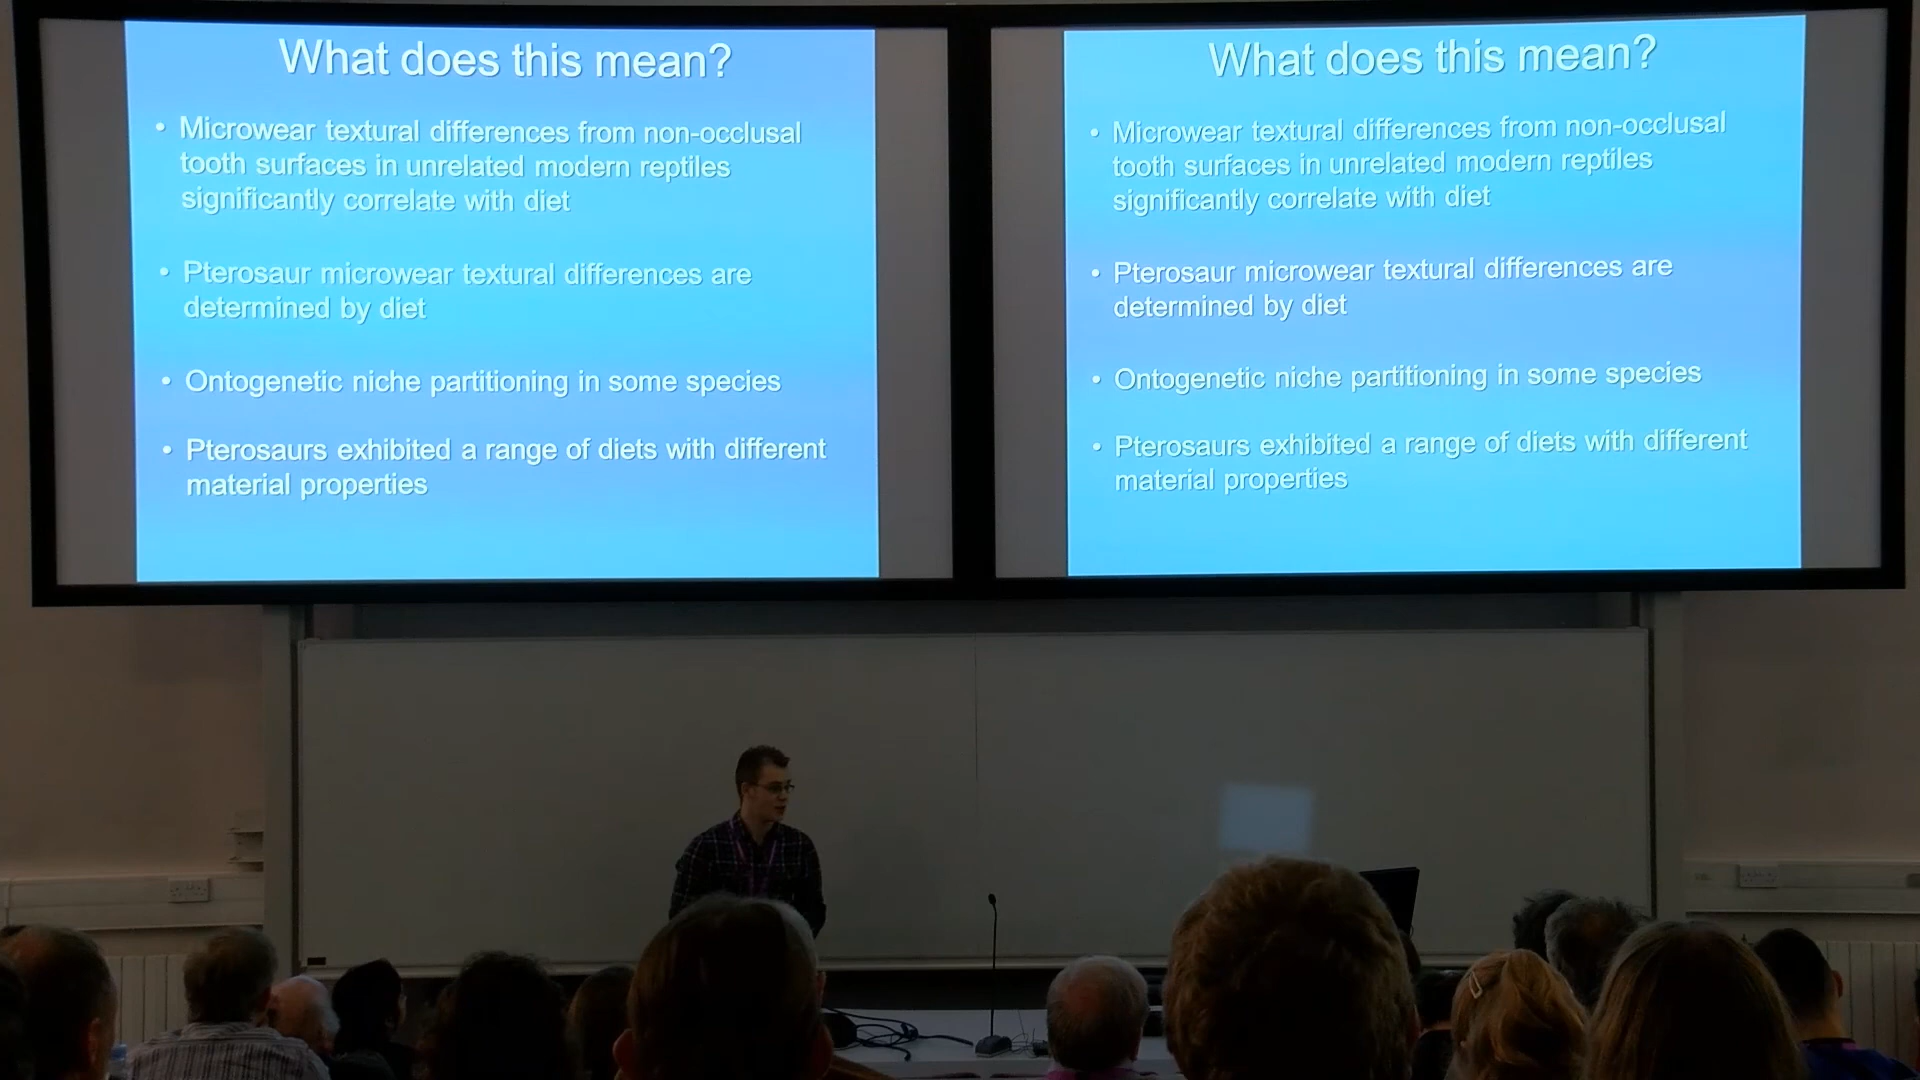 What does this mean?
• Microwear textural differences from non-occlusal
tooth surfaces in unrelated modern reptiles
significantly correlate with diet
• Pterosaur microwear textural differences are
determined by diet
• Ontogenetic niche partitioning in some species
• Pterosaurs exhibited a range of diets with different
material properties
What does this mean?
• Microwear textural differences from non-occlusal
tooth surfaces in unrelated modern reptiles
significantly correlate with diet
• Pterosaur microwear textural differences are
determined by diet
• Ontogenetic niche partitioning in some species
• Pterosaurs exhibited a range of diets with different
material properties